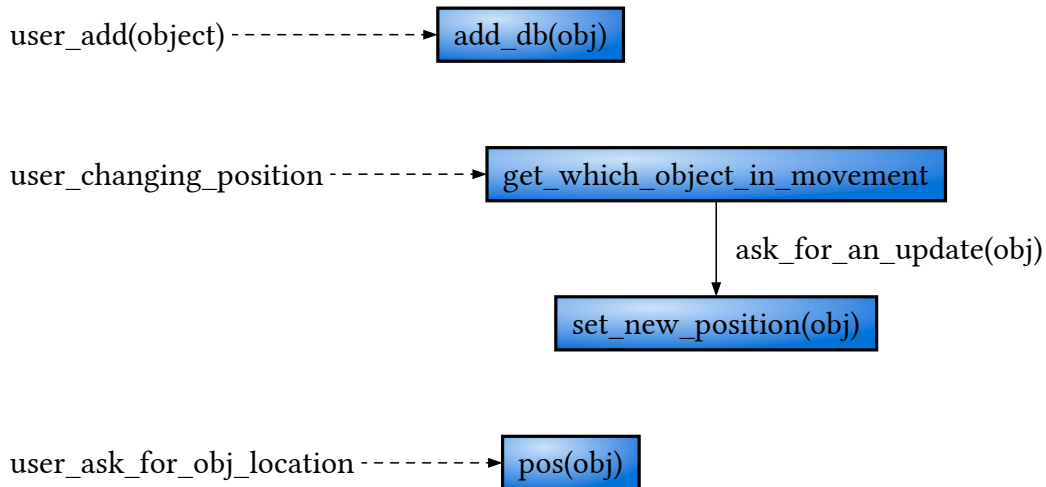 user_add(object)
add_db(obj)
user_changing_position
get_which_object_in_movement
ask_for_an_update(obj)
set_new_position(obj)
user_ask_for_obj_location
pos(obj)